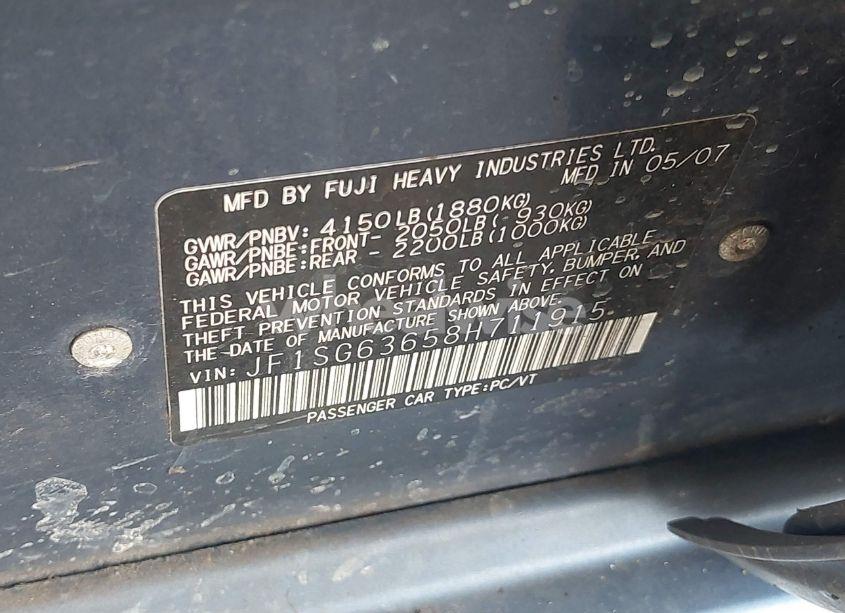 MFD BY FUJI HEAVY INDUSTRIES LTD.
MFD IN 05/07
GVWR/PNBV: 4150LB(1880KG)
GAWR/PNBE:FRONT- 2050LB( 930KG)
GAWR/PNBE:REAR - 2200LB(1000KG)
THIS VEHICLE CONFORMS TO ALL APPLICABLE
FEDERAL MOTOR VEHICLE SAFETY, BUMPER, AND
THEFT PREVENTION STANDARDS IN EFFECT ON
THE DATE OF MANUFACTURE SHOWN ABOVE.
VIN: JF1SG63658H711915
PASSENGER CAR TYPE:PC/VT